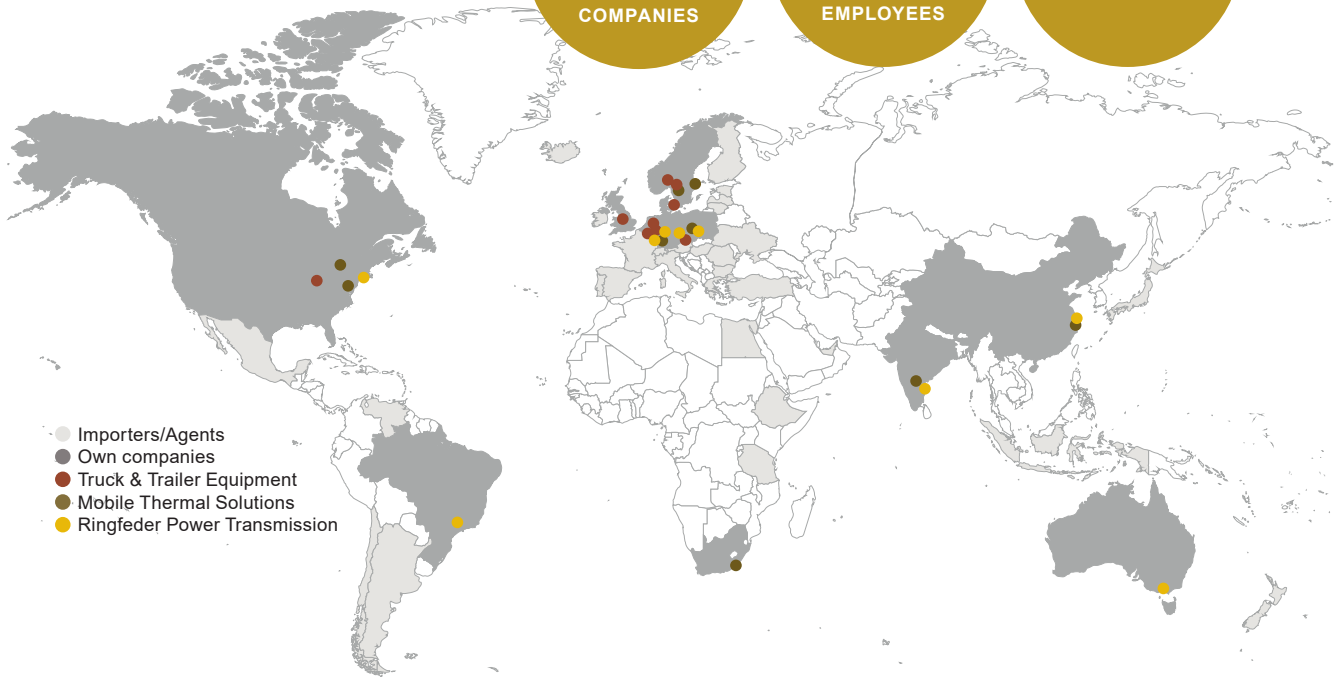 COMPANIES
EMPLOYEES
Importers/Agents
Own companies
Truck & Trailer Equipment
Mobile Thermal Solutions
Ringfeder Power Transmission